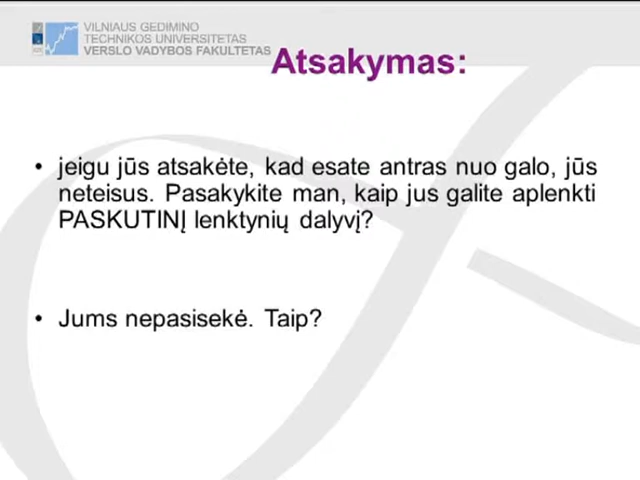 VILNIAUS GEDIMINO
TECHNIKOS UNIVERSITETAS
VERSLO VADYBOS FAKULTETAS
Atsakymas:
• jeigu jūs atsakėte, kad esate antras nuo galo, jūs
neteisus. Pasakykite man, kaip jus galite aplenkti
PASKUTINĮ lenktynių dalyvį?
• Jums nepasisekė. Taip?